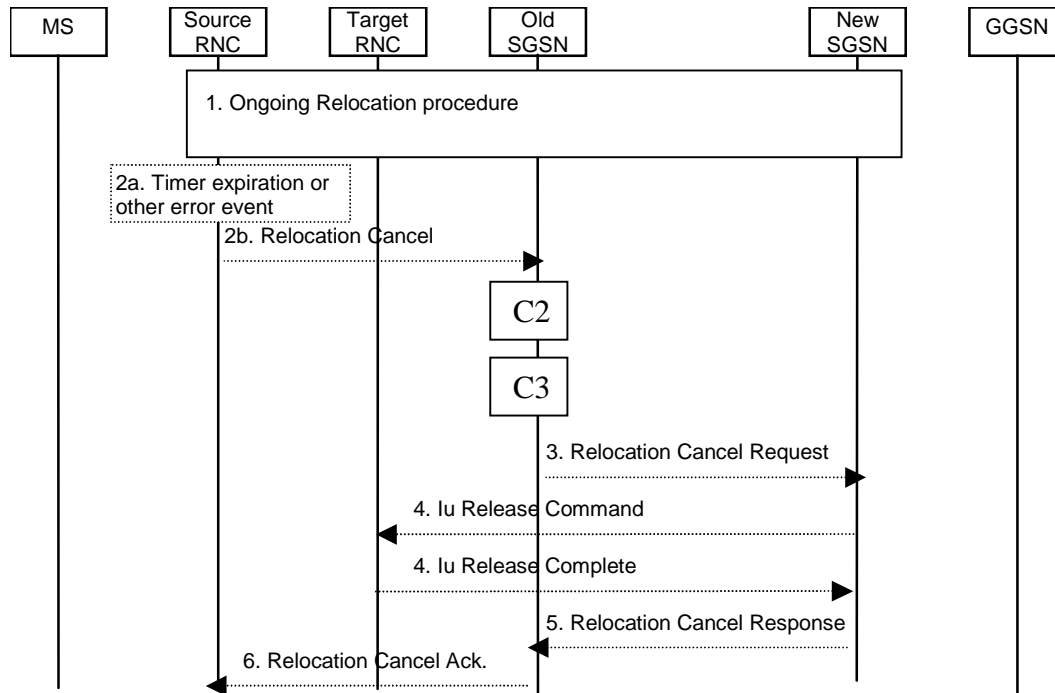 MS
Source
RNC
Target
RNC
Old
SGSN
New
SGSN
GGSN
1. Ongoing Relocation procedure
2a. Timer expiration or
other error event
2b. Relocation Cancel
C2
C3
3. Relocation Cancel Request
4. Iu Release Command
4. Iu Release Complete
5. Relocation Cancel Response
6. Relocation Cancel Ack.